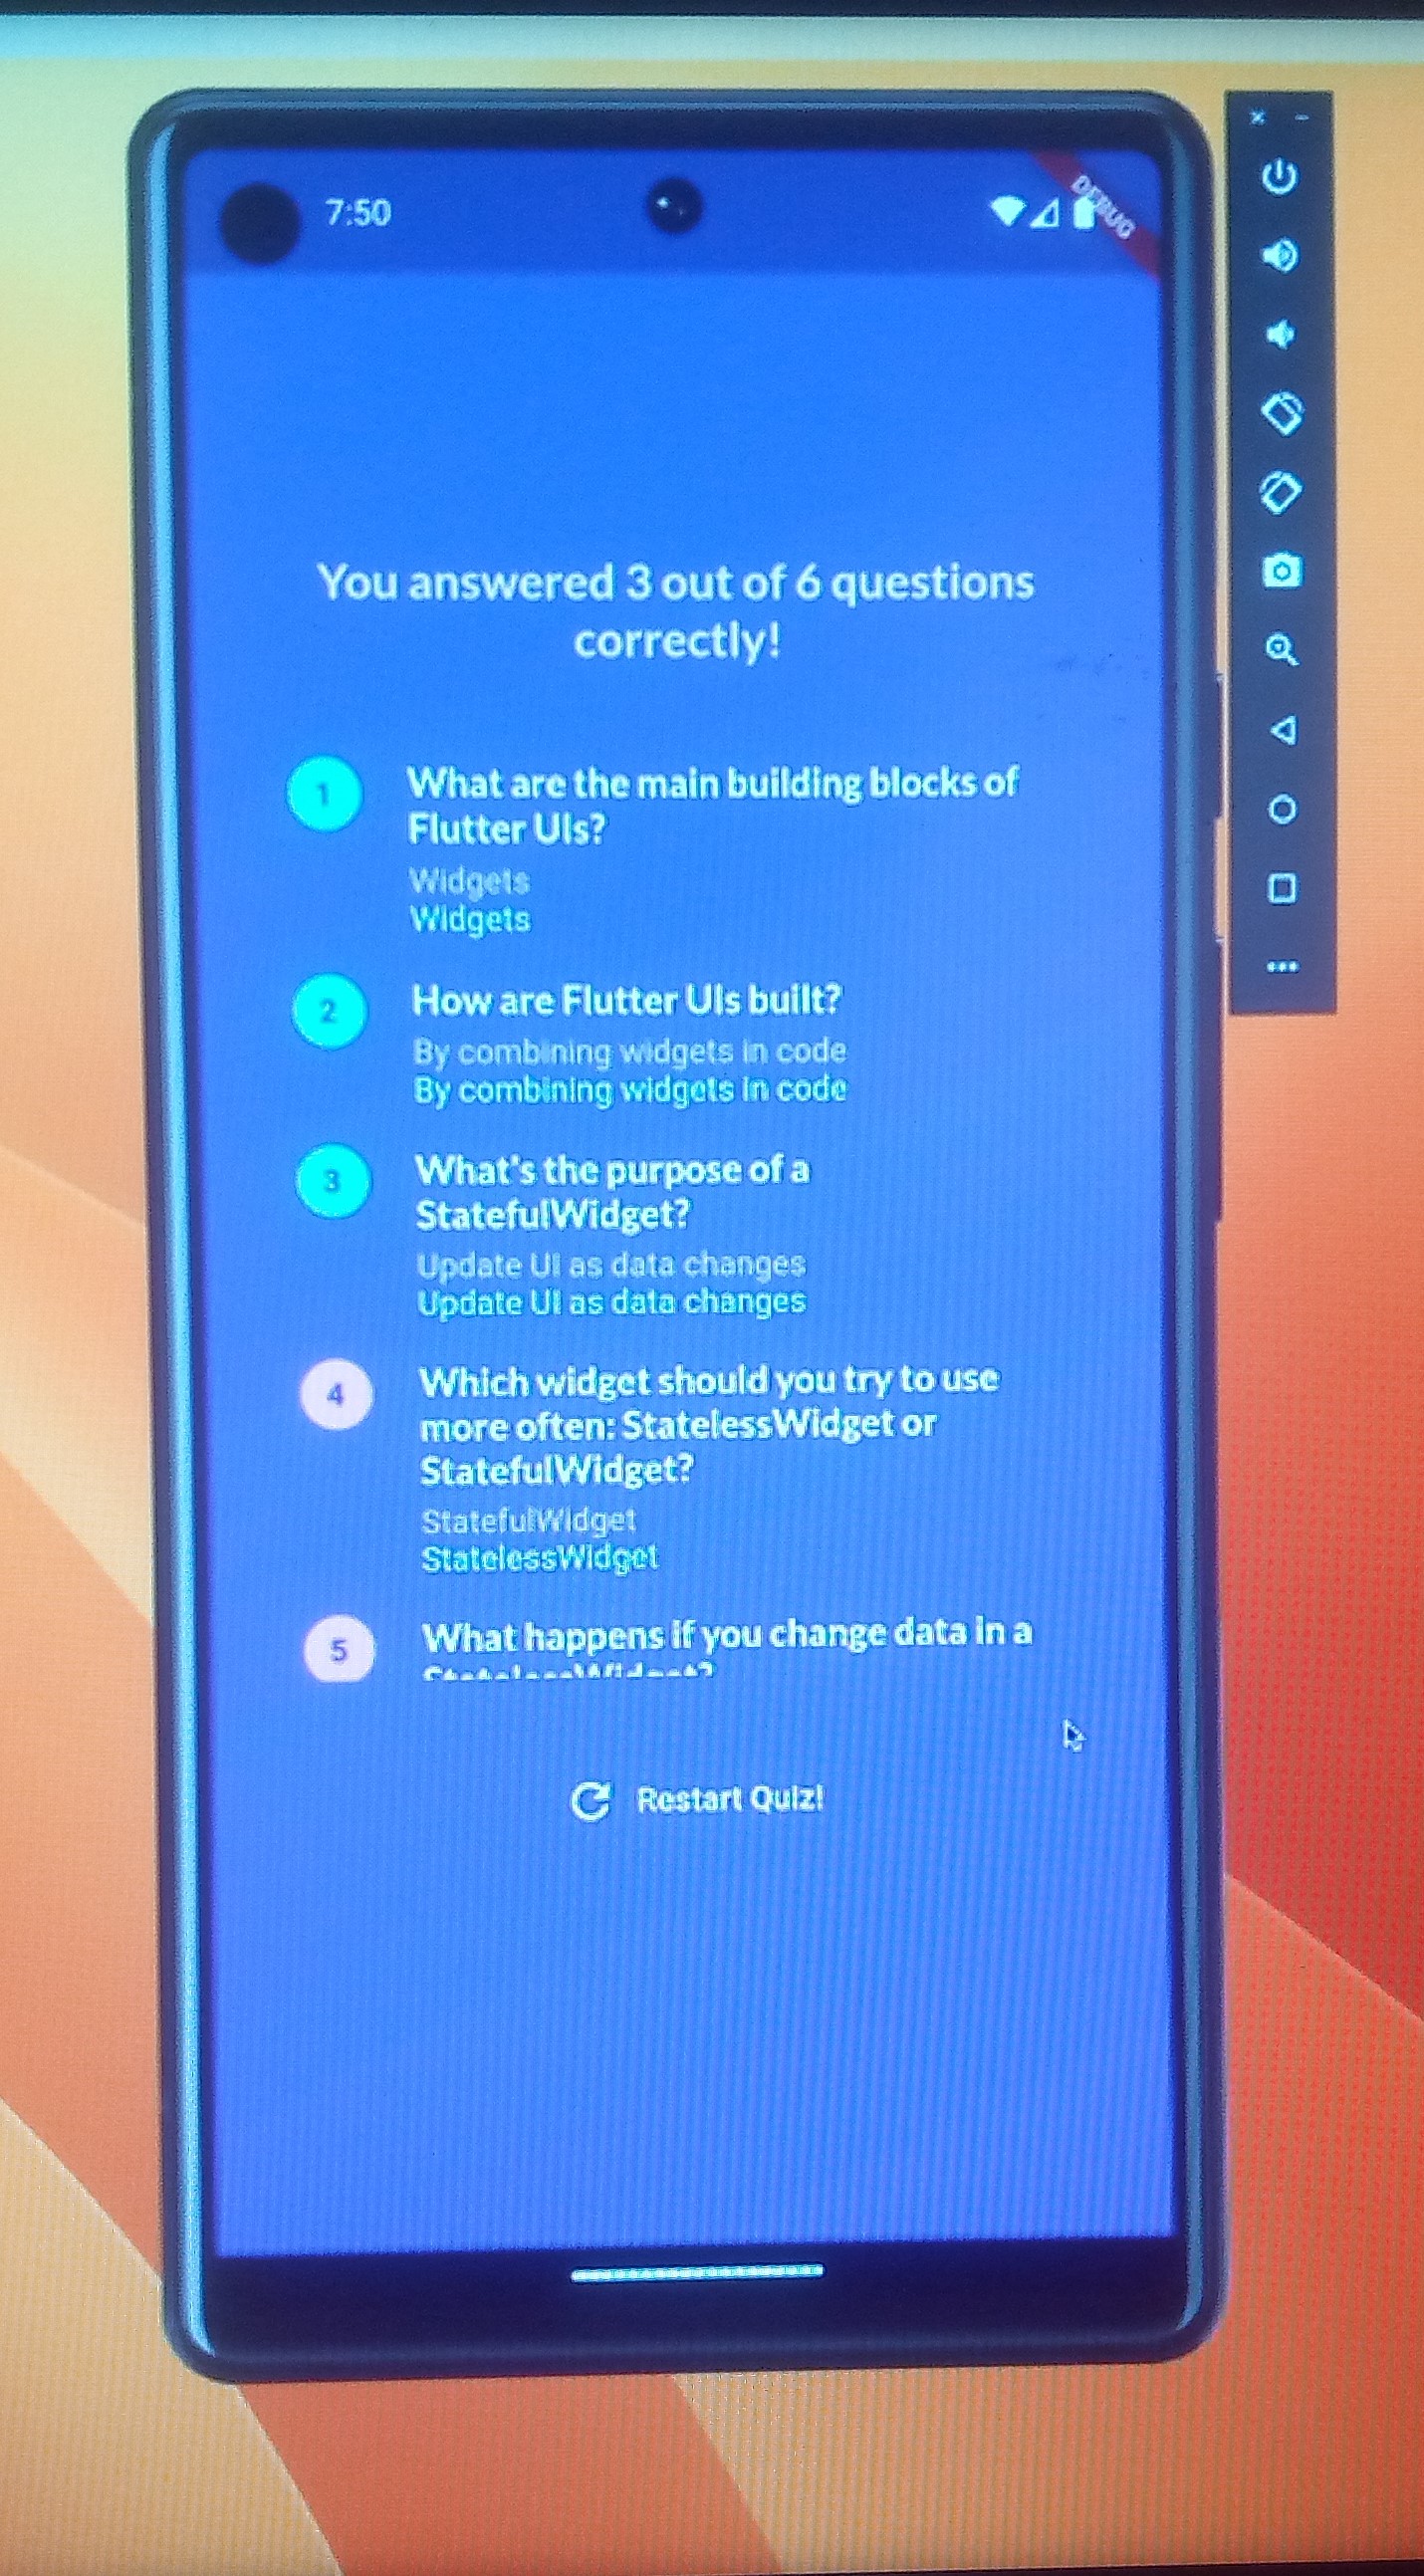 7:50
DEBUG
You answered 3 out of 6 questions
correctly!
1
What are the main building blocks of
Flutter UIs?
Widgets
Widgets
2
How are Flutter UIs built?
By combining widgets in code
By combining widgets in code
3
What's the purpose of a
StatefulWidget?
Update UI as data changes
Update UI as data changes
4
Which widget should you try to use
more often: StatelessWidget or
StatefulWidget?
StatefulWidget
StatelessWidget
5
What happens if you change data in a
StatelessWidget?
Restart Quiz!